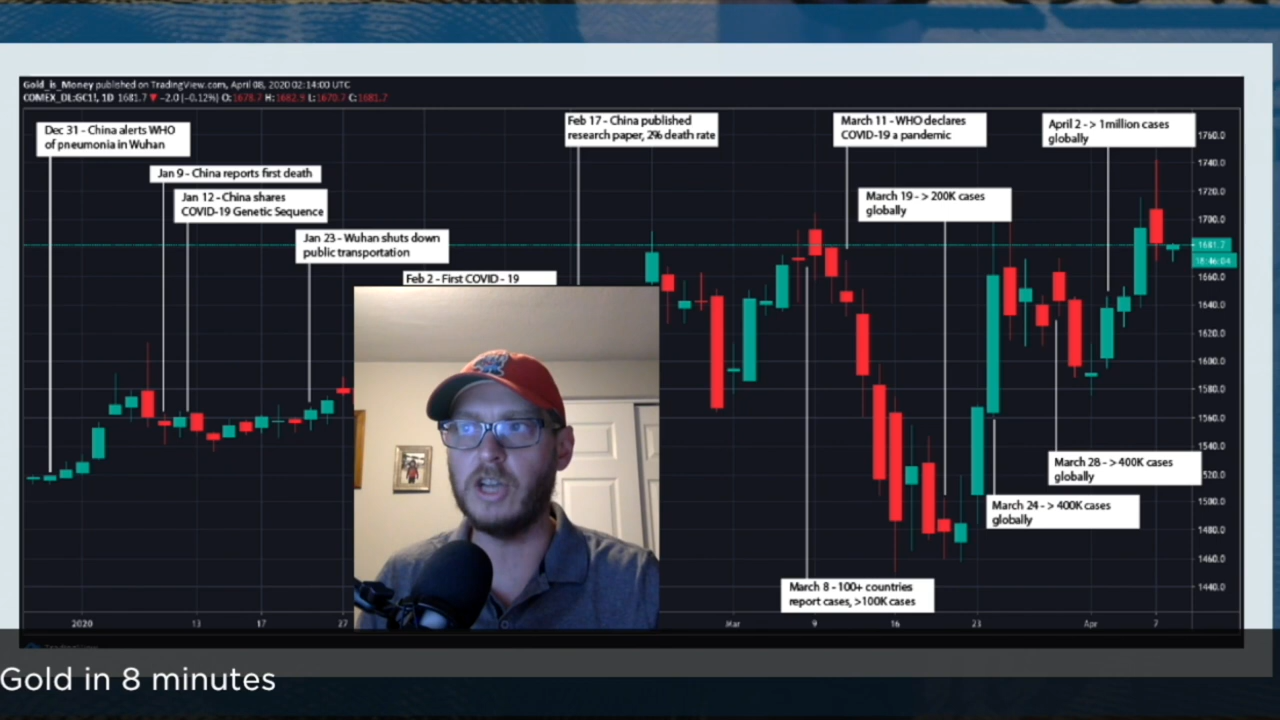 Gold_is_Money published on TradingView.com, April 08, 2020 02:14:00 UTC
COMEX_DL:GC1!, 1D 1681.7 ▼ −2.0 (−0.12%) O:1678.7 H:1682.9 L:1670.7 C:1681.7
Dec 31 - China alerts WHO
of pneumonia in Wuhan
Jan 9 - China reports first death
Jan 12 - China shares
COVID-19 Genetic Sequence
Jan 23 - Wuhan shuts down
public transportation
Feb 2 - First COVID - 19
Feb 17 - China published
research paper, 2% death rate
March 11 - WHO declares
COVID-19 a pandemic
March 19 - > 200K cases
globally
April 2 - > 1million cases
globally
March 28 - > 400K cases
globally
March 24 - > 400K cases
globally
March 8 - 100+ countries
report cases, >100K cases
1760.0
1740.0
1720.0
1700.0
1681.7
18:46:04
1660.0
1640.0
1620.0
1600.0
1580.0
1560.0
1540.0
1520.0
1500.0
1480.0
1460.0
1440.0
2020 13 17 27 Mar 9 16 23 Apr 7
Gold in 8 minutes